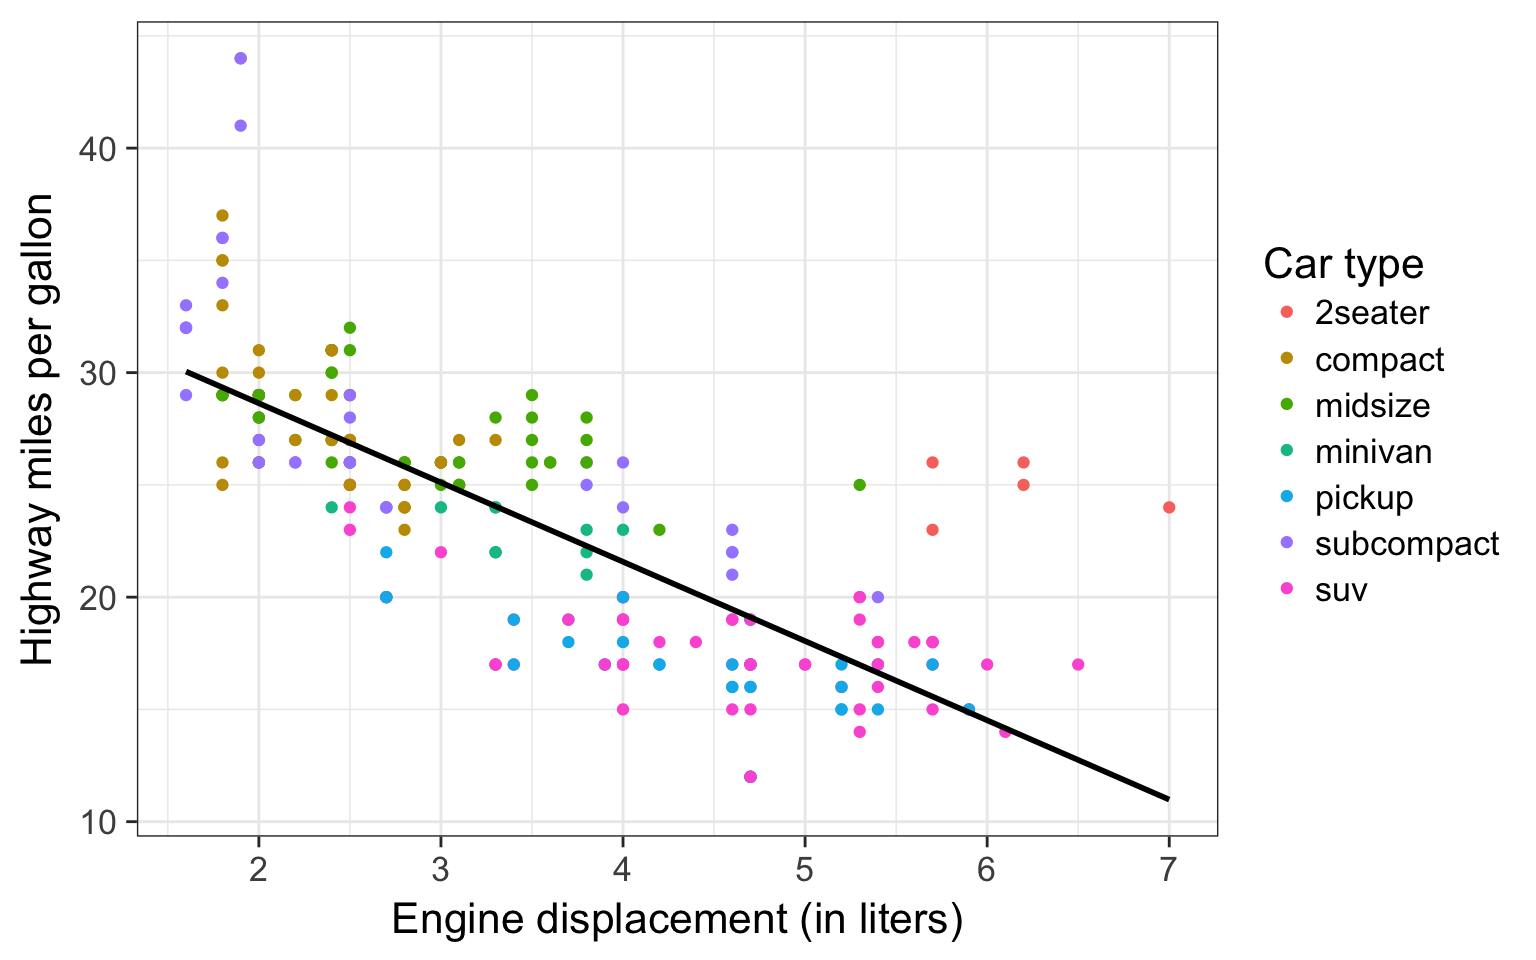 Highway miles per gallon
40
30
20
10
2 3 4 5 6 7
Engine displacement (in liters)
Car type
2seater
compact
midsize
minivan
pickup
subcompact
suv